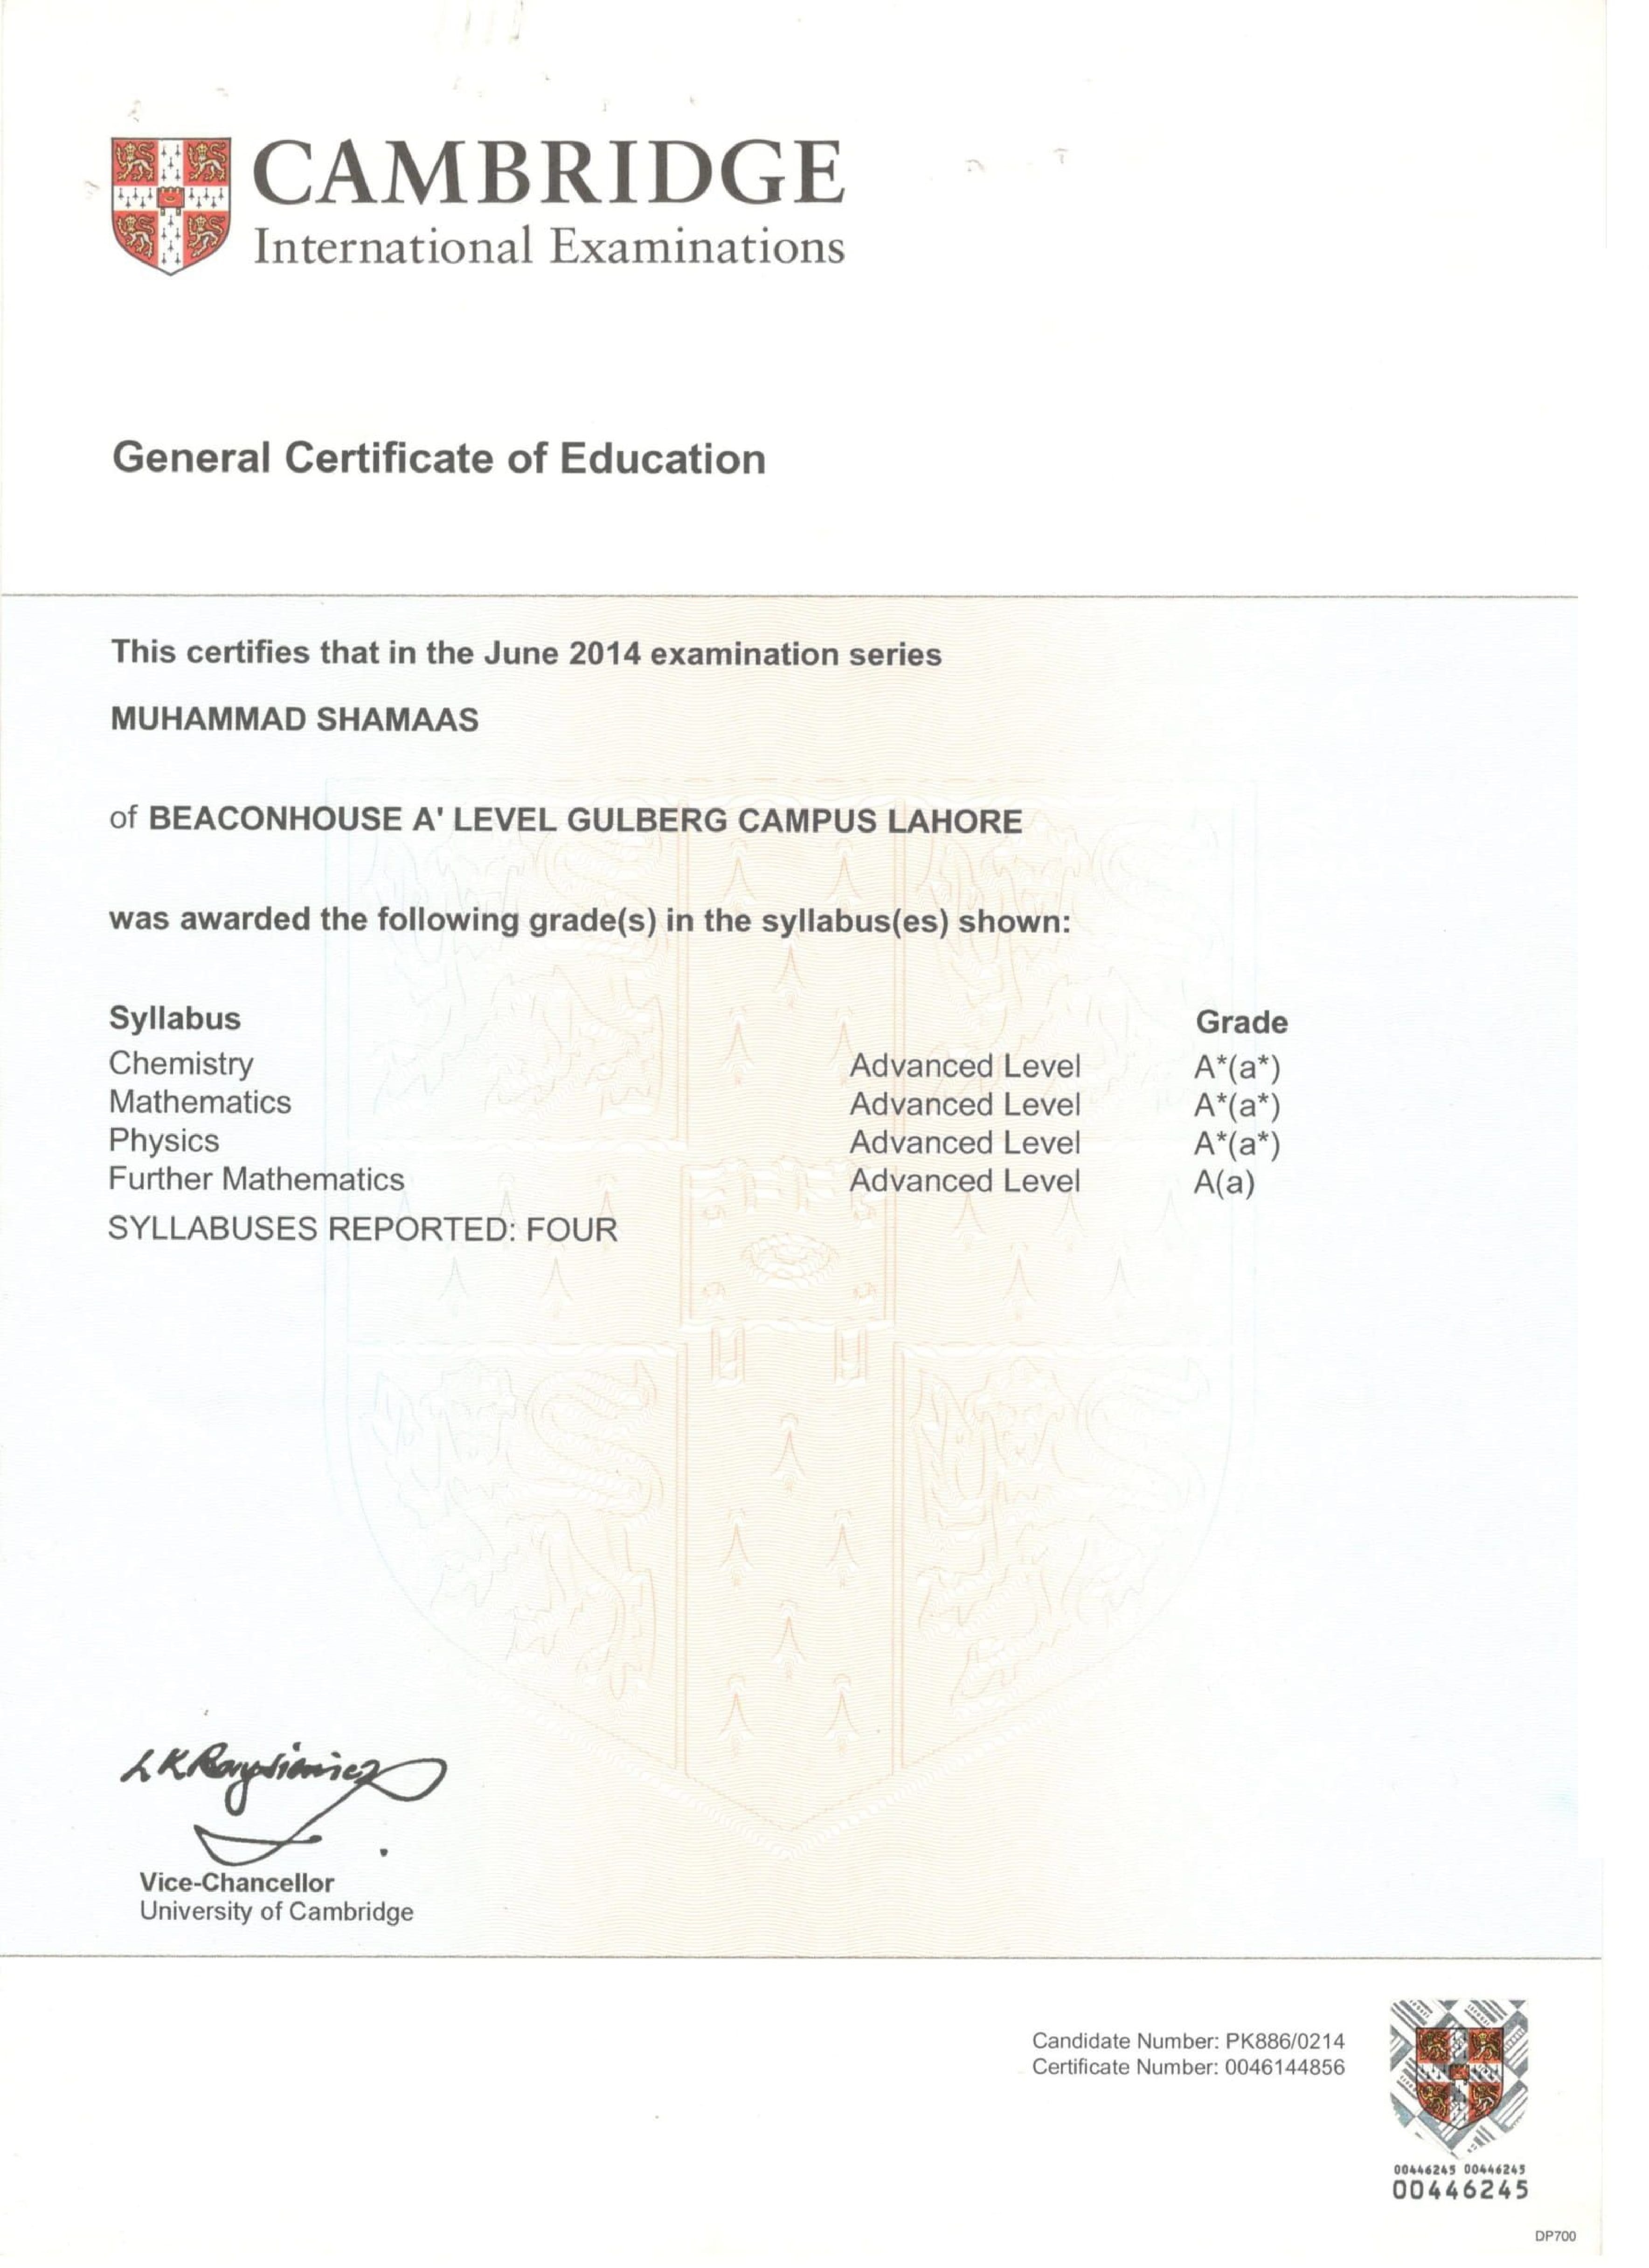 CAMBRIDGE
International Examinations
General Certificate of Education
This certifies that in the June 2014 examination series
MUHAMMAD SHAMAAS
of BEACONHOUSE A' LEVEL GULBERG CAMPUS LAHORE
was awarded the following grade(s) in the syllabus(es) shown:
Syllabus Grade
Chemistry Advanced Level A*(a*)
Mathematics Advanced Level A*(a*)
Physics Advanced Level A*(a*)
Further Mathematics Advanced Level A(a)
SYLLABUSES REPORTED: FOUR
Vice-Chancellor
University of Cambridge
Candidate Number: PK886/0214
Certificate Number: 0046144856
00446245 00446245
00446245
DP700